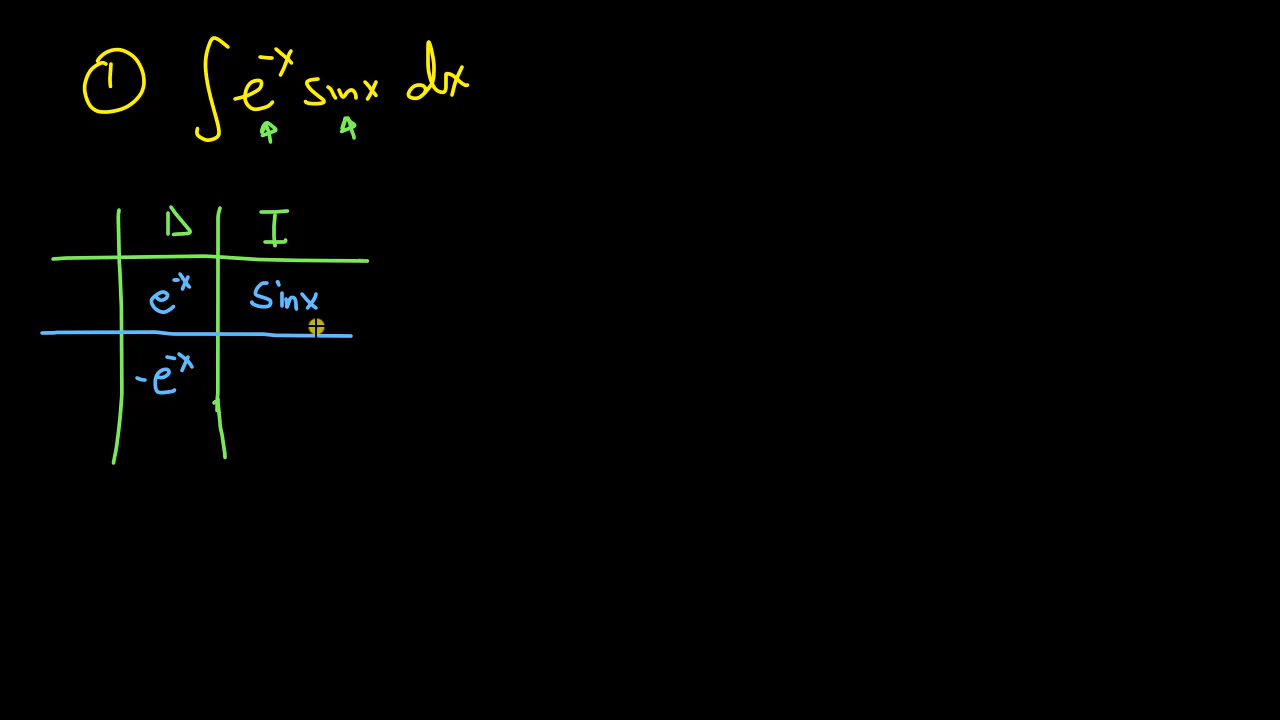 ① ∫ e^{-x} sinx dx
D I
e^{-x} sinx
-e^{-x}